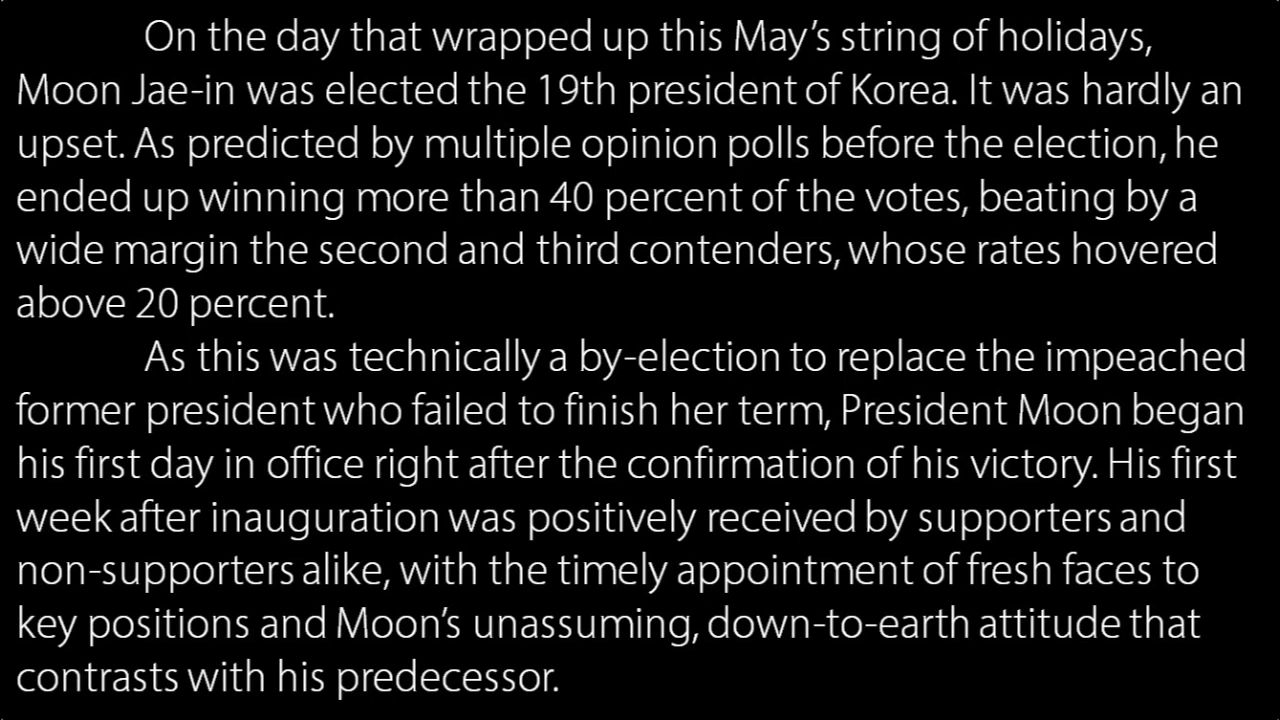 On the day that wrapped up this May’s string of holidays,
Moon Jae-in was elected the 19th president of Korea. It was hardly an
upset. As predicted by multiple opinion polls before the election, he
ended up winning more than 40 percent of the votes, beating by a
wide margin the second and third contenders, whose rates hovered
above 20 percent.
As this was technically a by-election to replace the impeached
former president who failed to finish her term, President Moon began
his first day in office right after the confirmation of his victory. His first
week after inauguration was positively received by supporters and
non-supporters alike, with the timely appointment of fresh faces to
key positions and Moon’s unassuming, down-to-earth attitude that
contrasts with his predecessor.